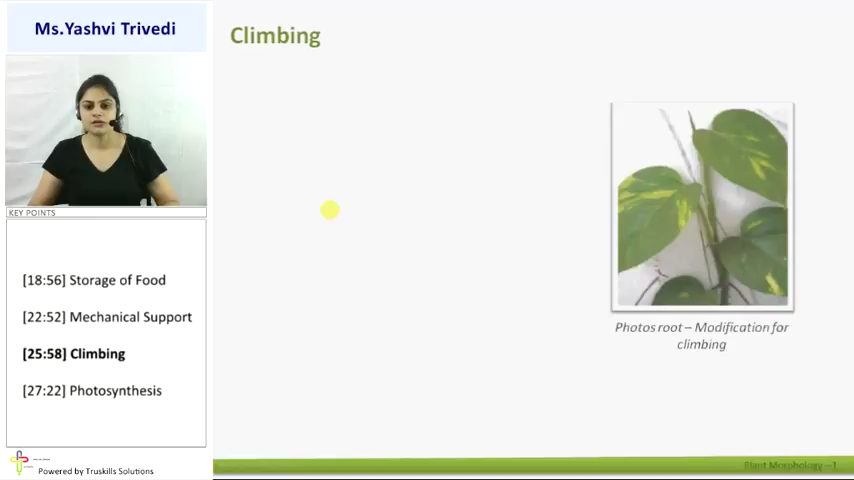 Ms.Yashvi Trivedi
Climbing
KEY POINTS
[18:56] Storage of Food
[22:52] Mechanical Support
[25:58] Climbing
[27:22] Photosynthesis
Photos root – Modification for
climbing
Powered by Truskills Solutions
Plant Morphology – 1